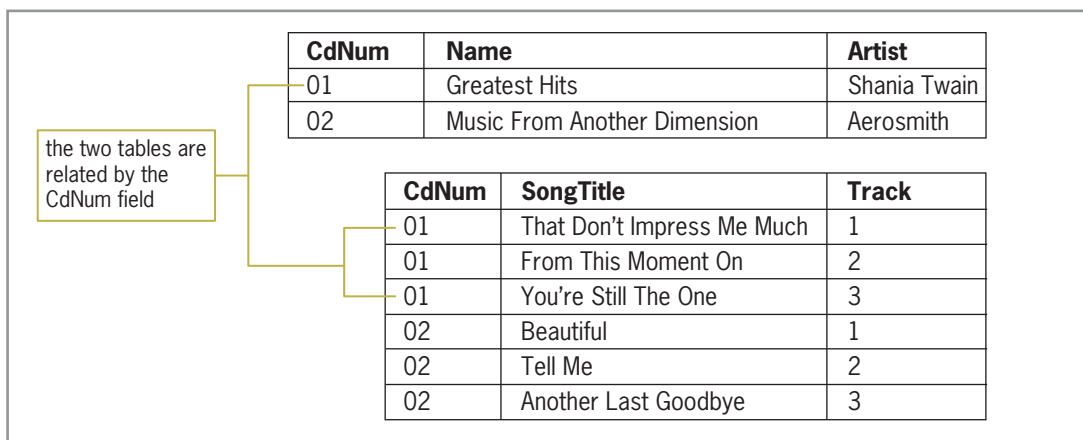 CdNum Name Artist
01 Greatest Hits Shania Twain
02 Music From Another Dimension Aerosmith
the two tables are
related by the
CdNum field
CdNum SongTitle Track
01 That Don't Impress Me Much 1
01 From This Moment On 2
01 You're Still The One 3
02 Beautiful 1
02 Tell Me 2
02 Another Last Goodbye 3